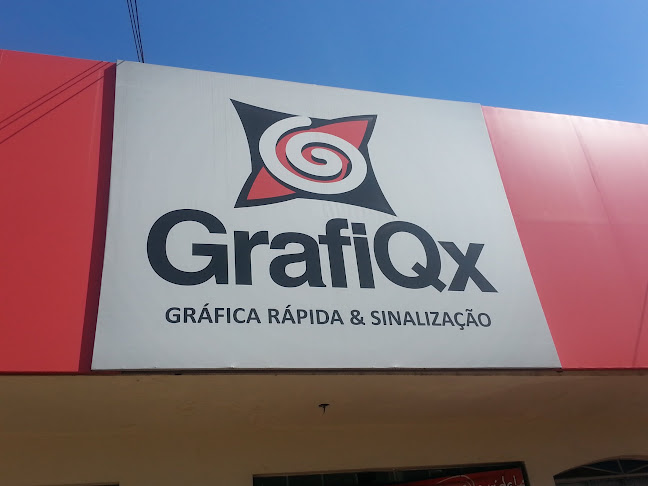 GrafiQx
GRÁFICA RÁPIDA & SINALIZAÇÃO